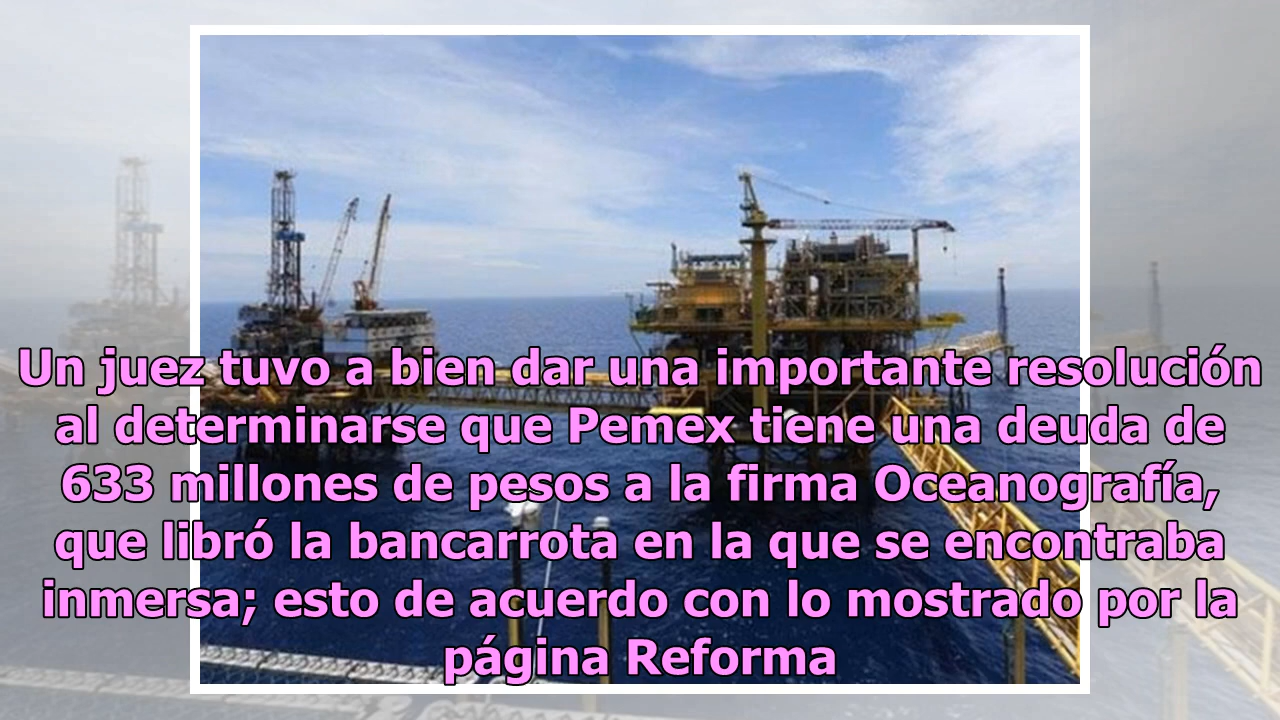 Un juez tuvo a bien dar una importante resolución
al determinarse que Pemex tiene una deuda de
633 millones de pesos a la firma Oceanografía,
que libró la bancarrota en la que se encontraba
inmersa; esto de acuerdo con lo mostrado por la
página Reforma